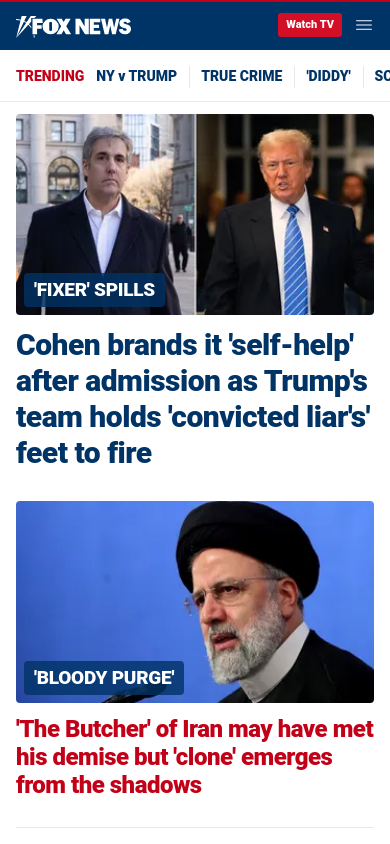 FOX NEWS
Watch TV
TRENDING NY v TRUMP TRUE CRIME 'DIDDY' SC
'FIXER' SPILLS
Cohen brands it 'self-help'
after admission as Trump's
team holds 'convicted liar's'
feet to fire
'BLOODY PURGE'
'The Butcher' of Iran may have met
his demise but 'clone' emerges
from the shadows